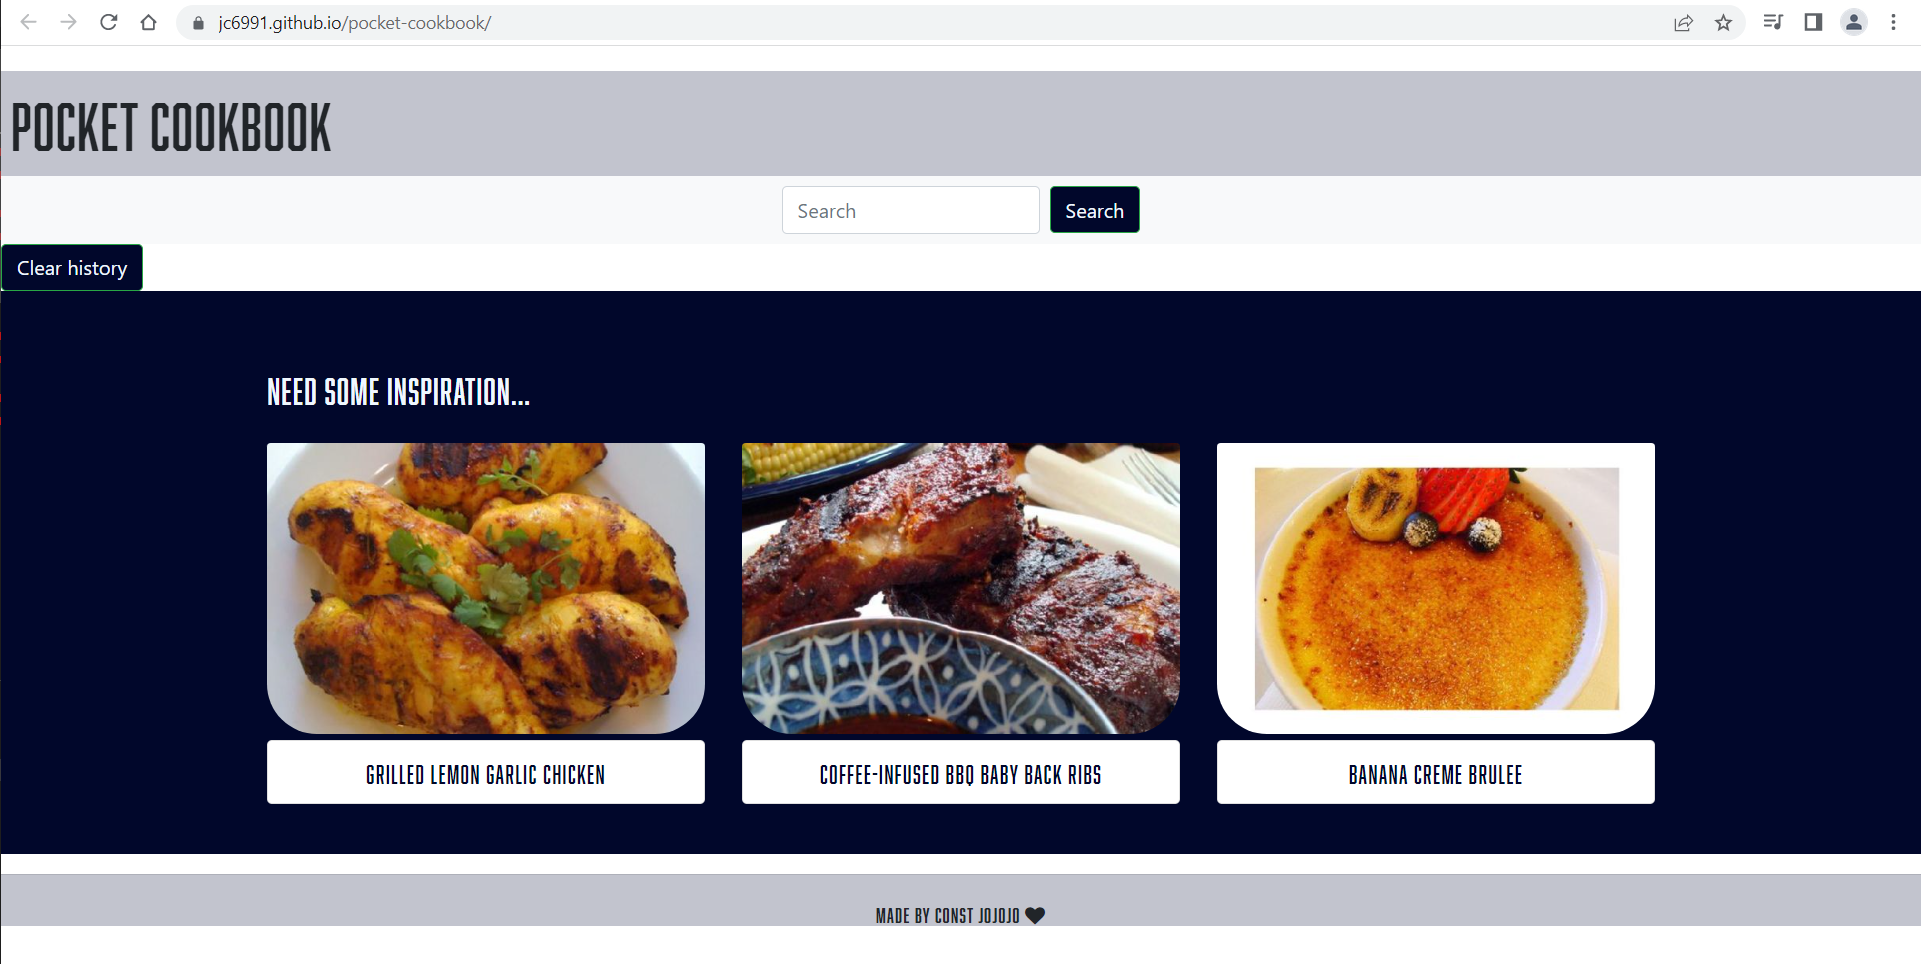 jc6991.github.io/pocket-cookbook/
POCKET COOKBOOK
Search Search
Clear history
NEED SOME INSPIRATION...
GRILLED LEMON GARLIC CHICKEN
COFFEE-INFUSED BBQ BABY BACK RIBS
BANANA CREME BRULEE
MADE BY CONST JOJOJO